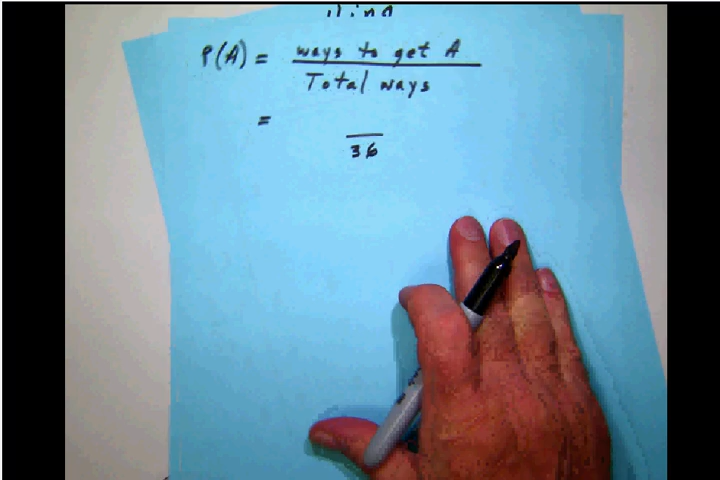 P(A) = ways to get A
Total ways
=
36